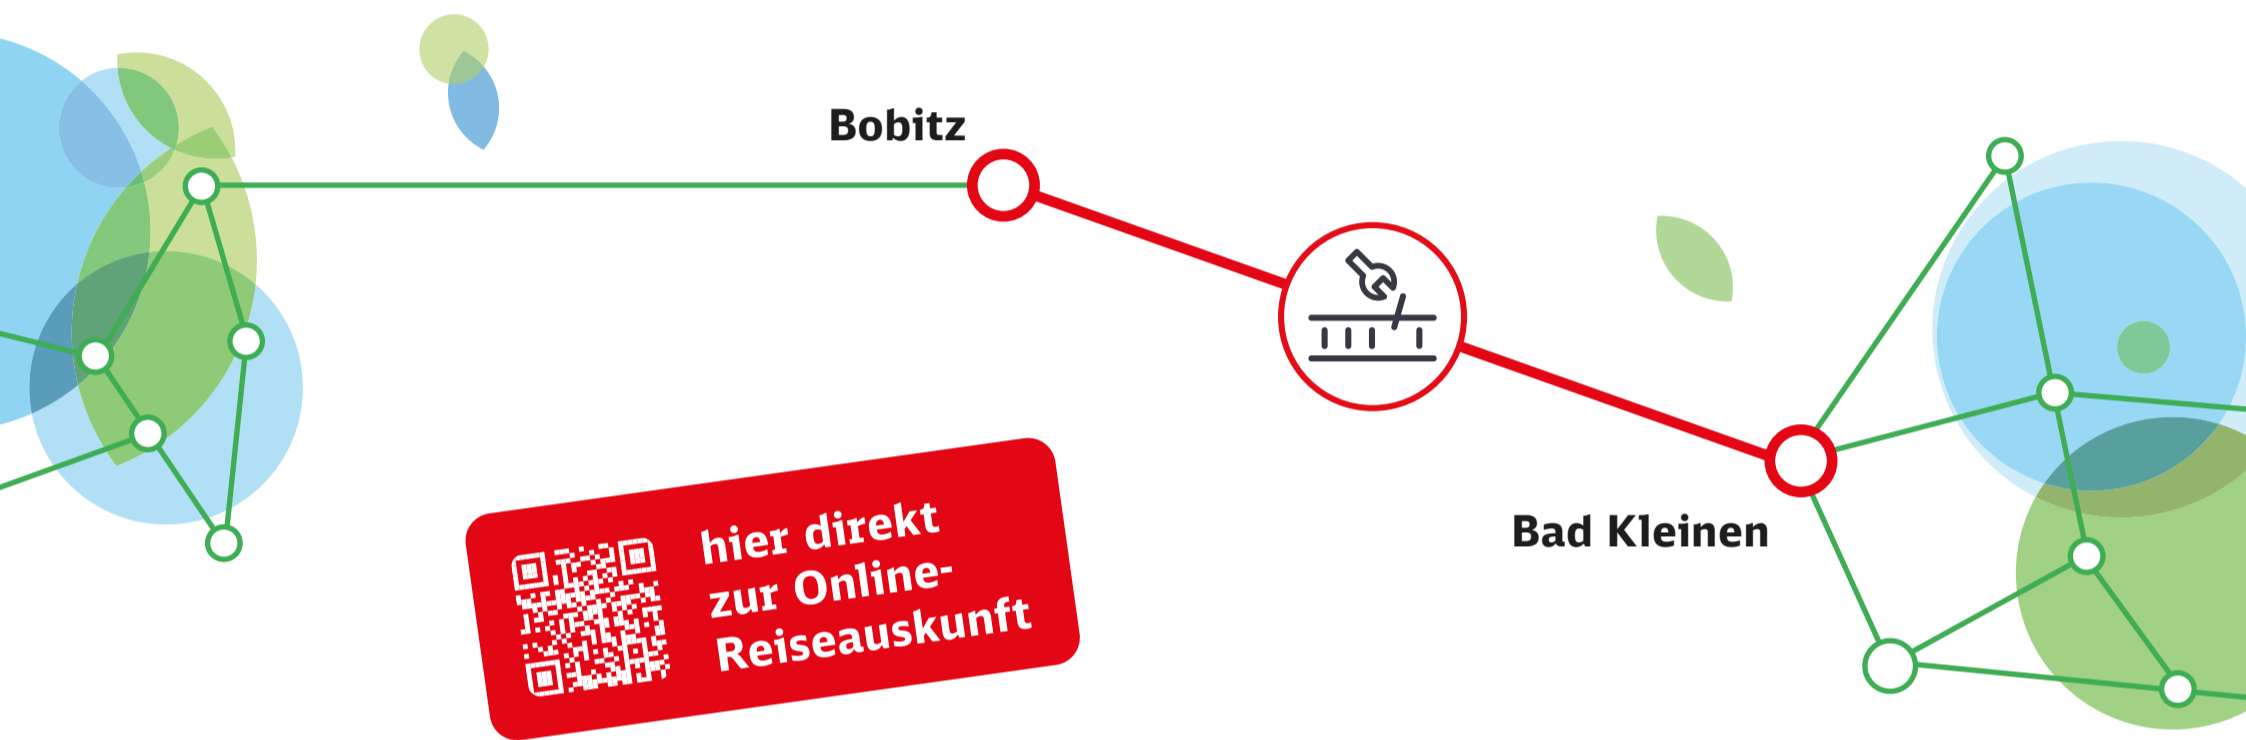 Bobitz
Bad Kleinen
hier direkt
zur Online-
Reiseauskunft